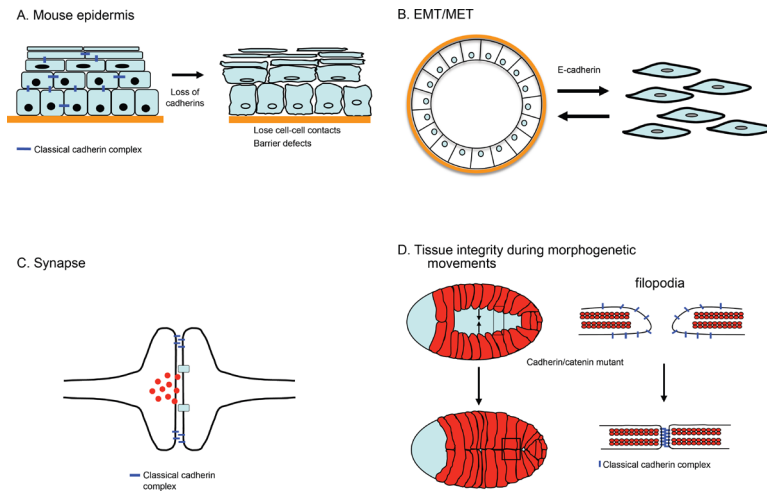 A. Mouse epidermis
Loss of
cadherins
Lose cell-cell contacts
Barrier defects
Classical cadherin complex
B. EMT/MET
E-cadherin
C. Synapse
Classical cadherin
complex
D. Tissue integrity during morphogenetic
movements
filopodia
Cadherin/catenin mutant
Classical cadherin complex